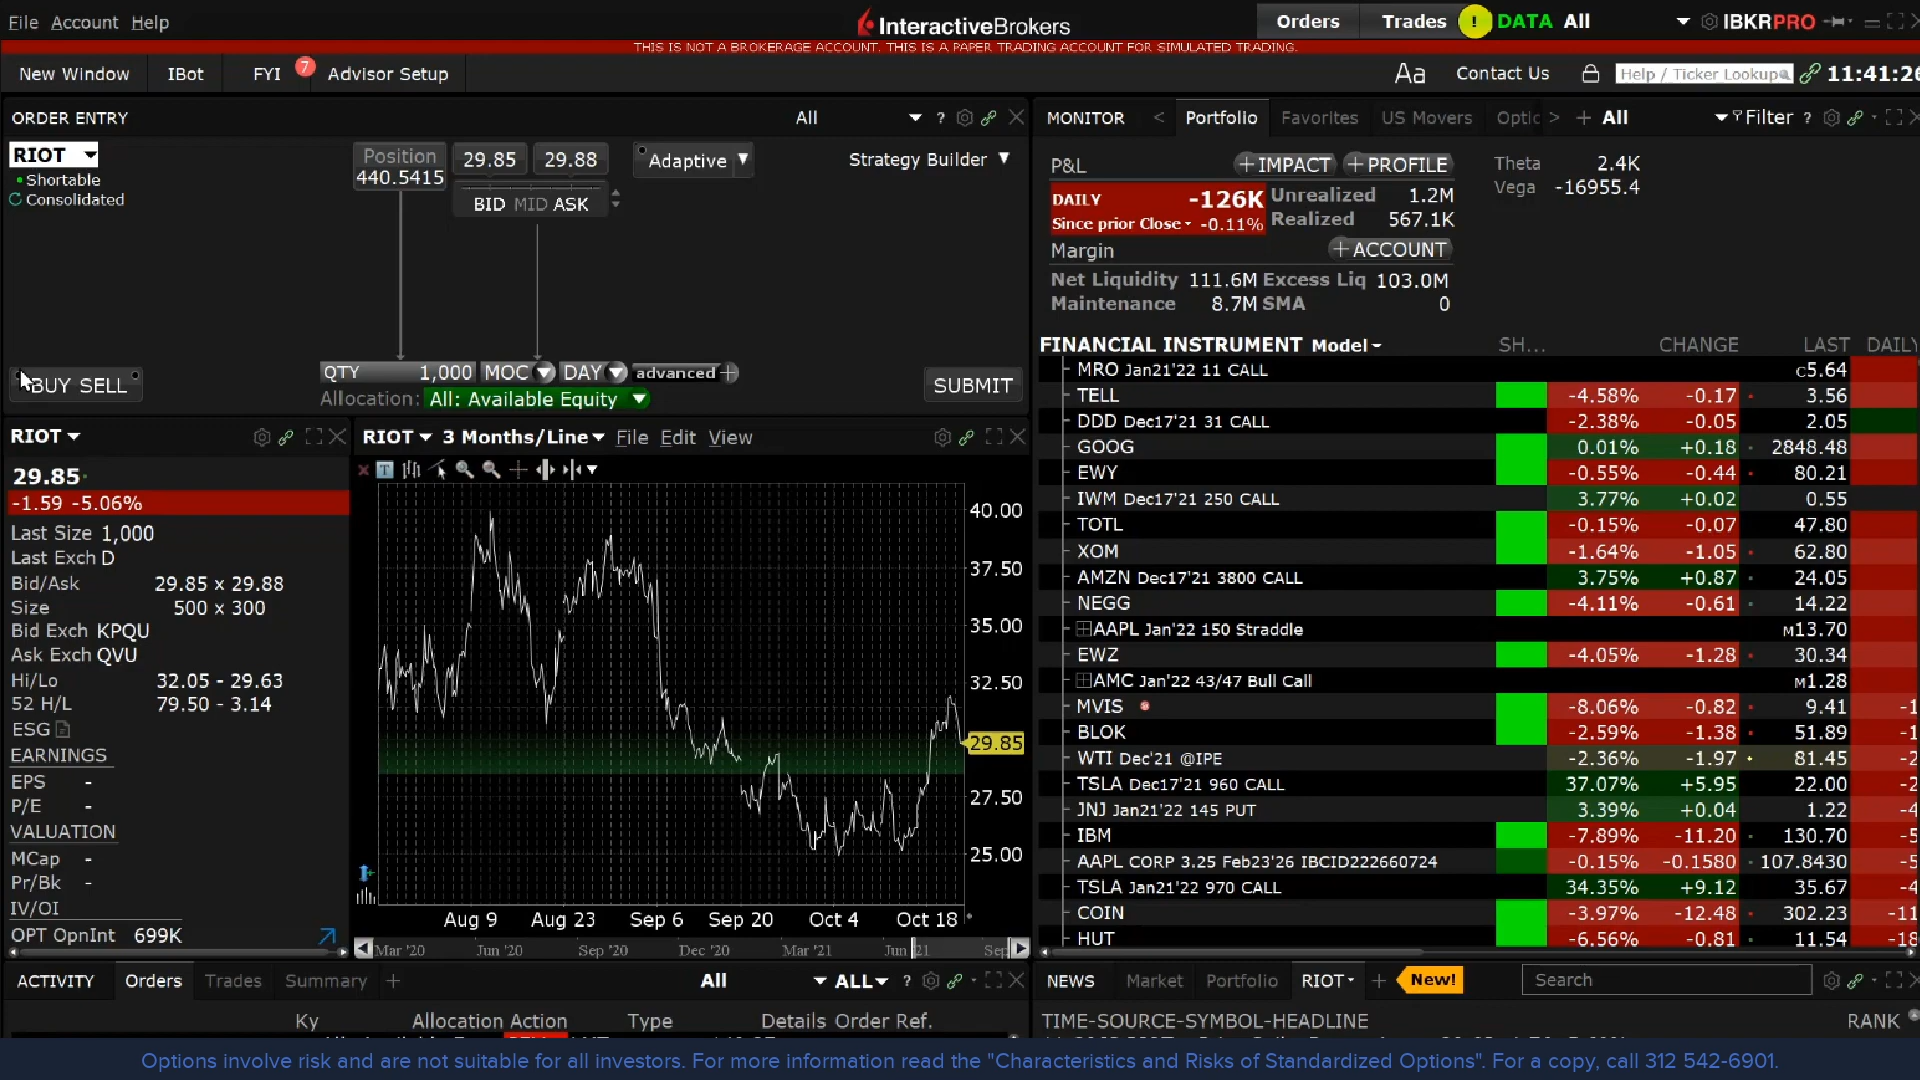 File Account Help
InteractiveBrokers
Orders Trades ! DATA All IBKRPRO
THIS IS NOT A BROKERAGE ACCOUNT. THIS IS A PAPER TRADING ACCOUNT FOR SIMULATED TRADING.
New Window IBot FYI 7 Advisor Setup Aa Contact Us Help / Ticker Lookup 11:41:26
ORDER ENTRY All ?
RIOT
Shortable
Consolidated
Position
440.5415
29.85 29.88
BID MID ASK
Adaptive
Strategy Builder
BUY SELL
QTY 1,000 MOC DAY advanced
Allocation: All: Available Equity
SUBMIT
MONITOR < Portfolio Favorites US Movers Optic > + All Filter ?
P&L +IMPACT +PROFILE
DAILY -126K
Since prior Close -0.11%
Unrealized 1.2M
Realized 567.1K
Margin +ACCOUNT
Net Liquidity 111.6M Excess Liq 103.0M
Maintenance 8.7M SMA 0
Theta 2.4K
Vega -16955.4
FINANCIAL INSTRUMENT Model SH... CHANGE LAST DAILY
MRO Jan21'22 11 CALL C5.64
TELL -4.58% -0.17 3.56
DDD Dec17'21 31 CALL -2.38% -0.05 2.05
GOOG 0.01% +0.18 2848.48
EWY -0.55% -0.44 80.21
IWM Dec17'21 250 CALL 3.77% +0.02 0.55
TOTL -0.15% -0.07 47.80
XOM -1.64% -1.05 62.80
AMZN Dec17'21 3800 CALL 3.75% +0.87 24.05
NEGG -4.11% -0.61 14.22
AAPL Jan'22 150 Straddle M13.70
EWZ -4.05% -1.28 30.34
AMC Jan'22 43/47 Bull Call M1.28
MVIS -8.06% -0.82 9.41 -1
BLOK -2.59% -1.38 51.89 -1
WTI Dec'21 @IPE -2.36% -1.97 81.45 -2
TSLA Dec17'21 960 CALL 37.07% +5.95 22.00 -2
JNJ Jan21'22 145 PUT 3.39% +0.04 1.22 -4
IBM -7.89% -11.20 130.70 -5
AAPL CORP 3.25 Feb23'26 IBCID222660724 -0.15% -0.1580 107.8430 -5
TSLA Jan21'22 970 CALL 34.35% +9.12 35.67 -4
COIN -3.97% -12.48 302.23 -11
HUT -6.56% -0.81 11.54 -18
RIOT
29.85
-1.59 -5.06%
Last Size 1,000
Last Exch D
Bid/Ask 29.85 x 29.88
Size 500 x 300
Bid Exch KPQU
Ask Exch QVU
Hi/Lo 32.05 - 29.63
52 H/L 79.50 - 3.14
ESG
EARNINGS
EPS -
P/E -
VALUATION
MCap -
Pr/Bk -
IV/OI
OPT OpnInt 699K
RIOT 3 Months/Line File Edit View
T
40.00
37.50
35.00
32.50
29.85
27.50
25.00
Aug 9 Aug 23 Sep 6 Sep 20 Oct 4 Oct 18
Mar '20 Jun '20 Sep '20 Dec '20 Mar '21 Jun '21 Sep
ACTIVITY Orders Trades Summary + All ALL ?
Ky Allocation Action Type Details Order Ref.
NEWS Market Portfolio RIOT + New! Search
TIME-SOURCE-SYMBOL-HEADLINE RANK
Options involve risk and are not suitable for all investors. For more information read the "Characteristics and Risks of Standardized Options". For a copy, call 312 542-6901.